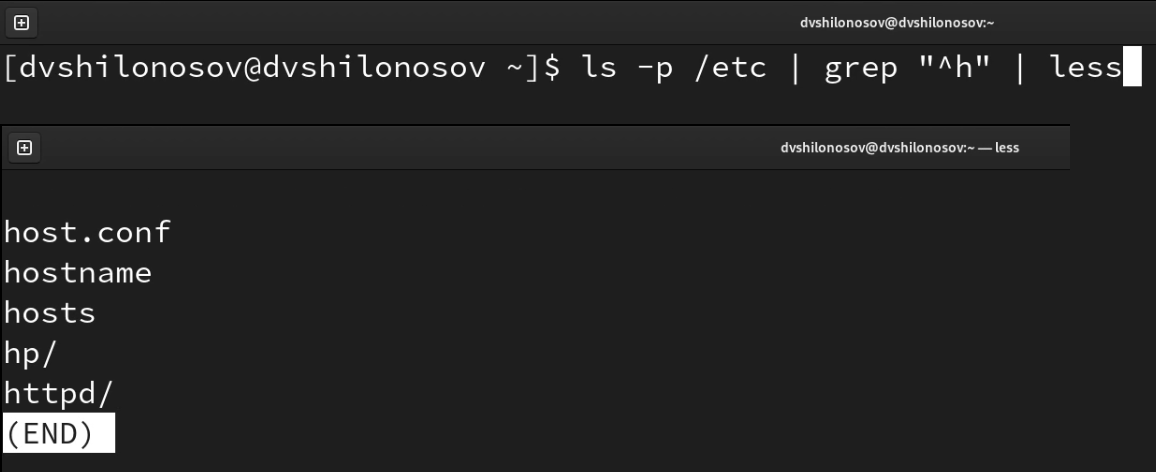 dvshilonosov@dvshilonosov:~
[dvshilonosov@dvshilonosov ~]$ ls -p /etc | grep "^h" | less
dvshilonosov@dvshilonosov:~ — less
host.conf
hostname
hosts
hp/
httpd/
(END)